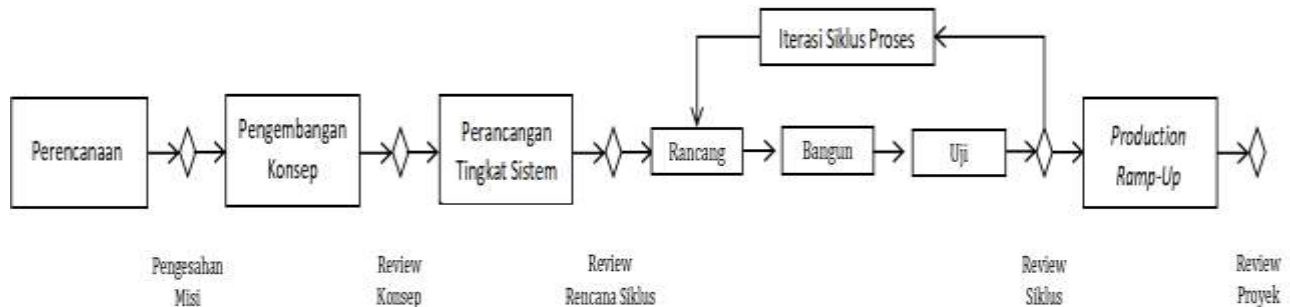 Iterasi Siklus Proses
Perencanaan
Pengembangan
Konsep
Perancangan
Tingkat Sistem
Rancang
Bangun
Uji
Production
Ramp-Up
Pengesahan
Misi
Review
Konsep
Review
Rencana Siklus
Review
Siklus
Review
Proyek